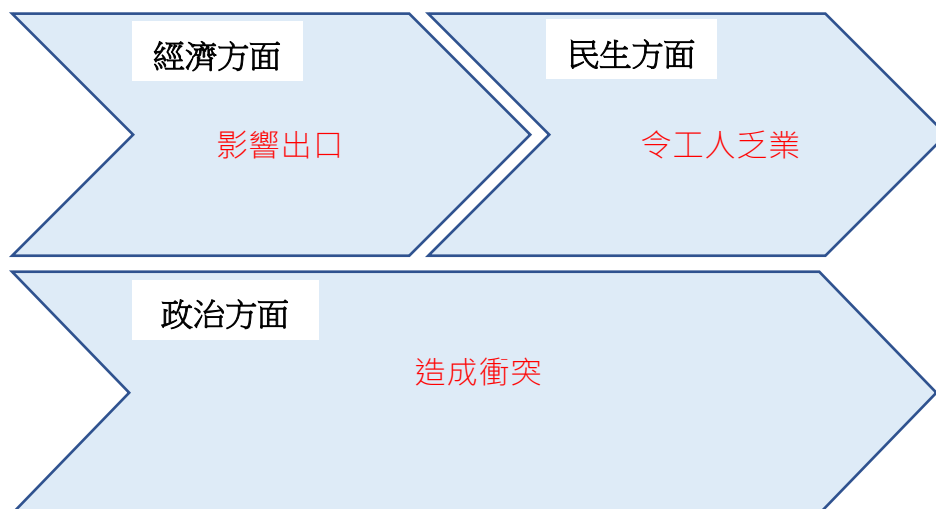 經濟方面
影響出口
民生方面
令工人乏業
政治方面
造成衝突